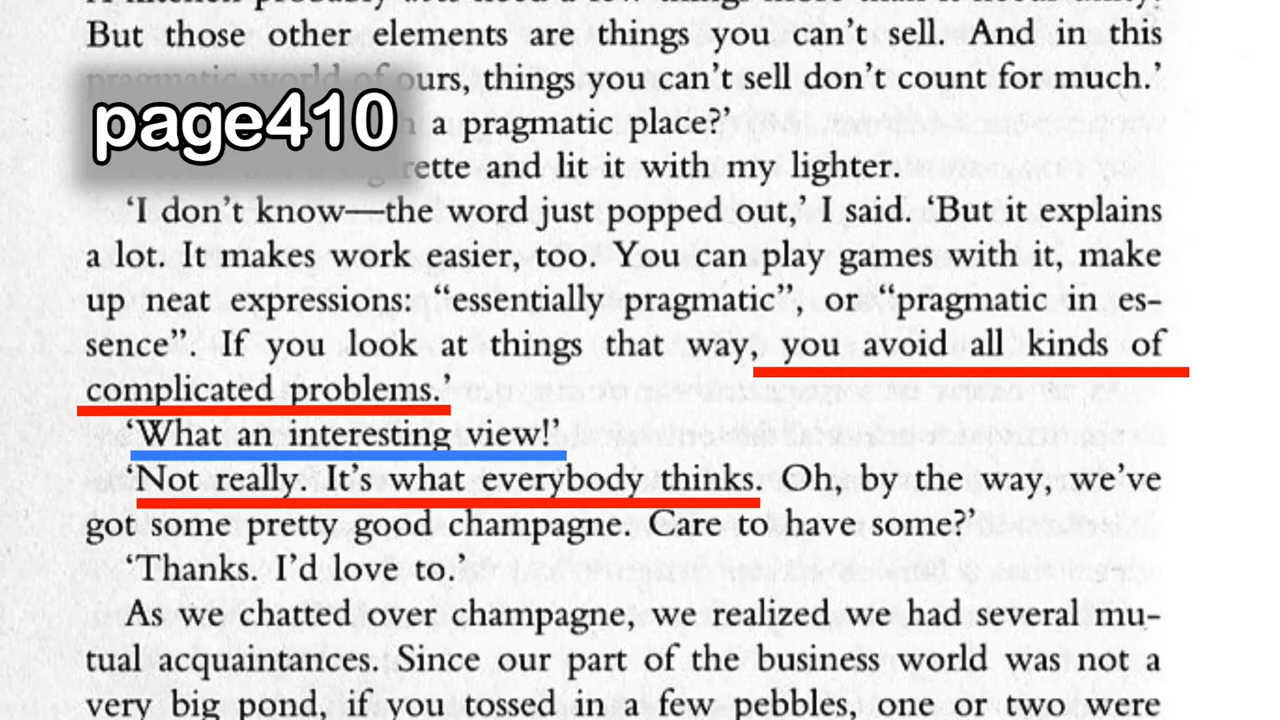 But those other elements are things you can't sell. And in this
pragmatic world of ours, things you can't sell don't count for much.'
page410
a pragmatic place?'
and lit it with my lighter.
'I don't know—the word just popped out,' I said. 'But it explains
a lot. It makes work easier, too. You can play games with it, make
up neat expressions: “essentially pragmatic”, or “pragmatic in es-
sence”. If you look at things that way, you avoid all kinds of
complicated problems.'
'What an interesting view!'
'Not really. It's what everybody thinks. Oh, by the way, we've
got some pretty good champagne. Care to have some?'
'Thanks. I'd love to.'
As we chatted over champagne, we realized we had several mu-
tual acquaintances. Since our part of the business world was not a
very big pond, if you tossed in a few pebbles, one or two were